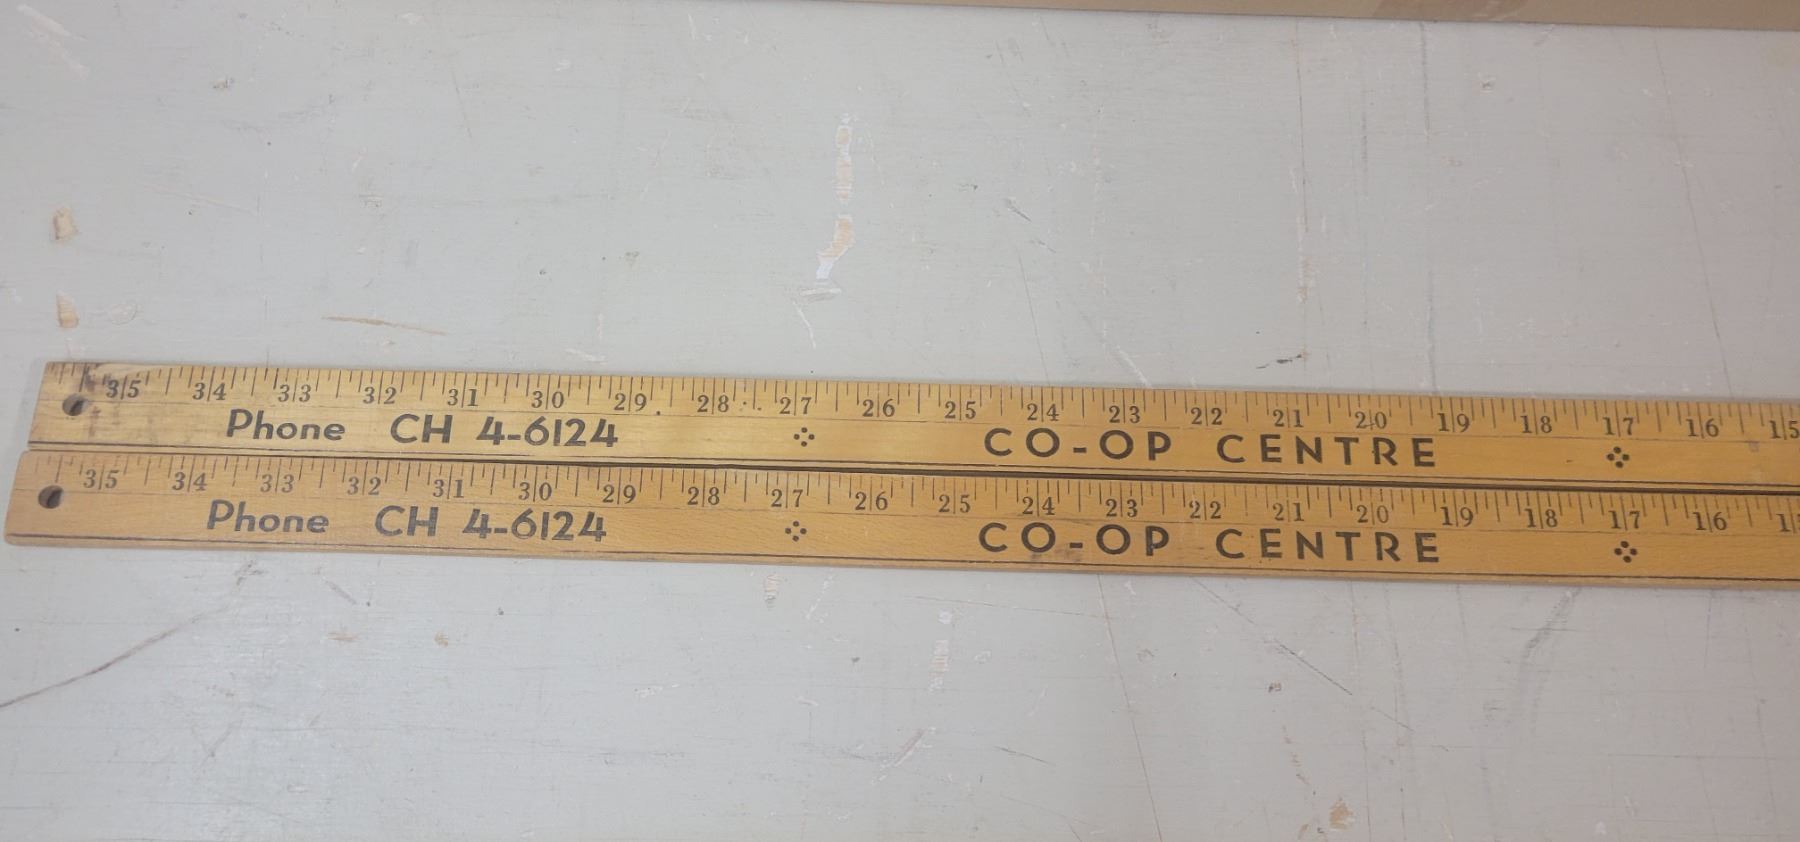 35 34 33 32 31 30 29 28 27 26 25 24 23 22 21 20 19 18 17 16 15
Phone CH 4-6124 CO-OP CENTRE
35 34 33 32 31 30 29 28 27 26 25 24 23 22 21 20 19 18 17 16
Phone CH 4-6124 CO-OP CENTRE